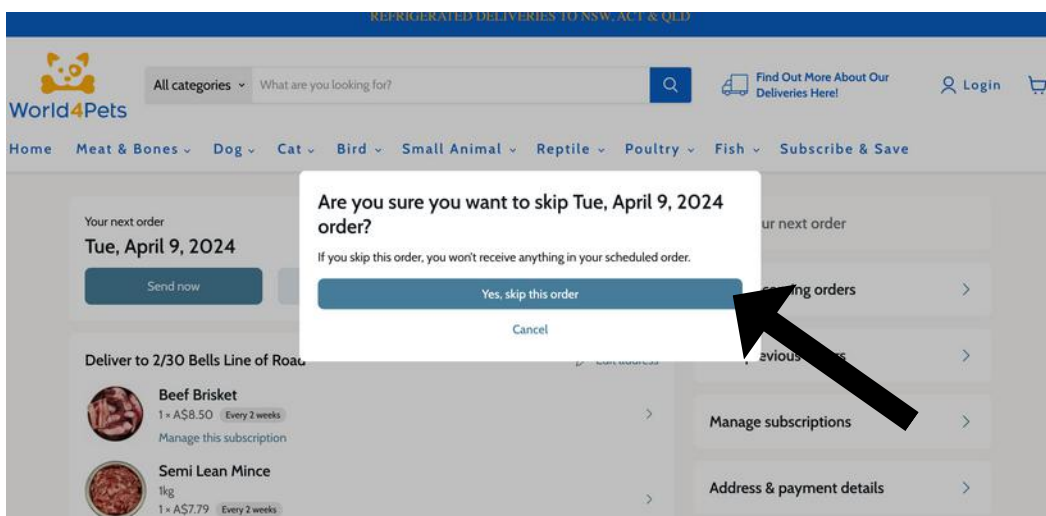 REFRIGERATED DELIVERIES TO NSW, ACT & QLD
World4Pets
All categories
What are you looking for?
Find Out More About Our
Deliveries Here!
Login
Home Meat & Bones Dog Cat Bird Small Animal Reptile Poultry Fish Subscribe & Save
Your next order
Tue, April 9, 2024
Send now
Are you sure you want to skip Tue, April 9, 2024
order?
If you skip this order, you won't receive anything in your scheduled order.
Yes, skip this order
Cancel
ur next order
orders
Manage subscriptions
Address & payment details
Deliver to 2/30 Bells Line of Road
Beef Brisket
1 × A$8.50 Every 2 weeks
Manage this subscription
Semi Lean Mince
1kg
1 × A$7.79 Every 2 weeks